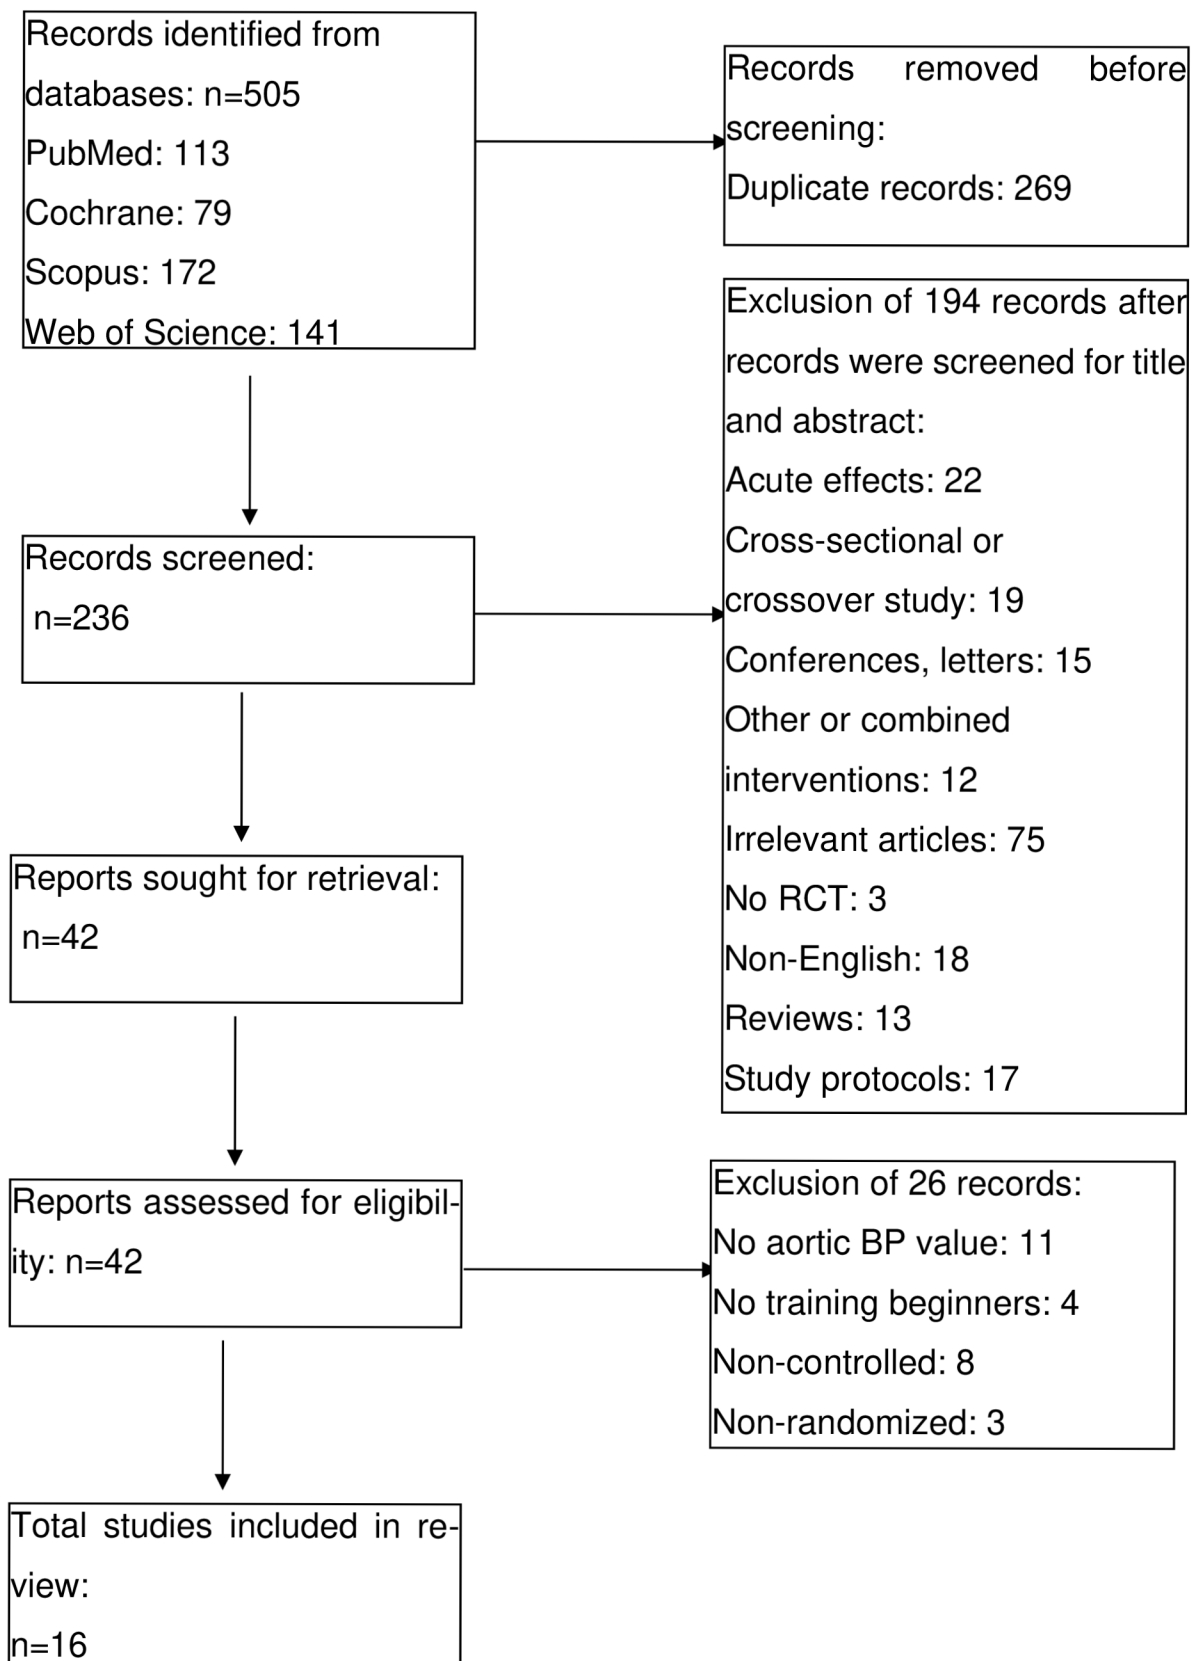 Records identified from
databases: n=505
PubMed: 113
Cochrane: 79
Scopus: 172
Web of Science: 141
Records removed before
screening:
Duplicate records: 269
Records screened:
n=236
Exclusion of 194 records after
records were screened for title
and abstract:
Acute effects: 22
Cross-sectional or
crossover study: 19
Conferences, letters: 15
Other or combined
interventions: 12
Irrelevant articles: 75
No RCT: 3
Non-English: 18
Reviews: 13
Study protocols: 17
Reports sought for retrieval:
n=42
Reports assessed for eligibil-
ity: n=42
Exclusion of 26 records:
No aortic BP value: 11
No training beginners: 4
Non-controlled: 8
Non-randomized: 3
Total studies included in re-
view:
n=16